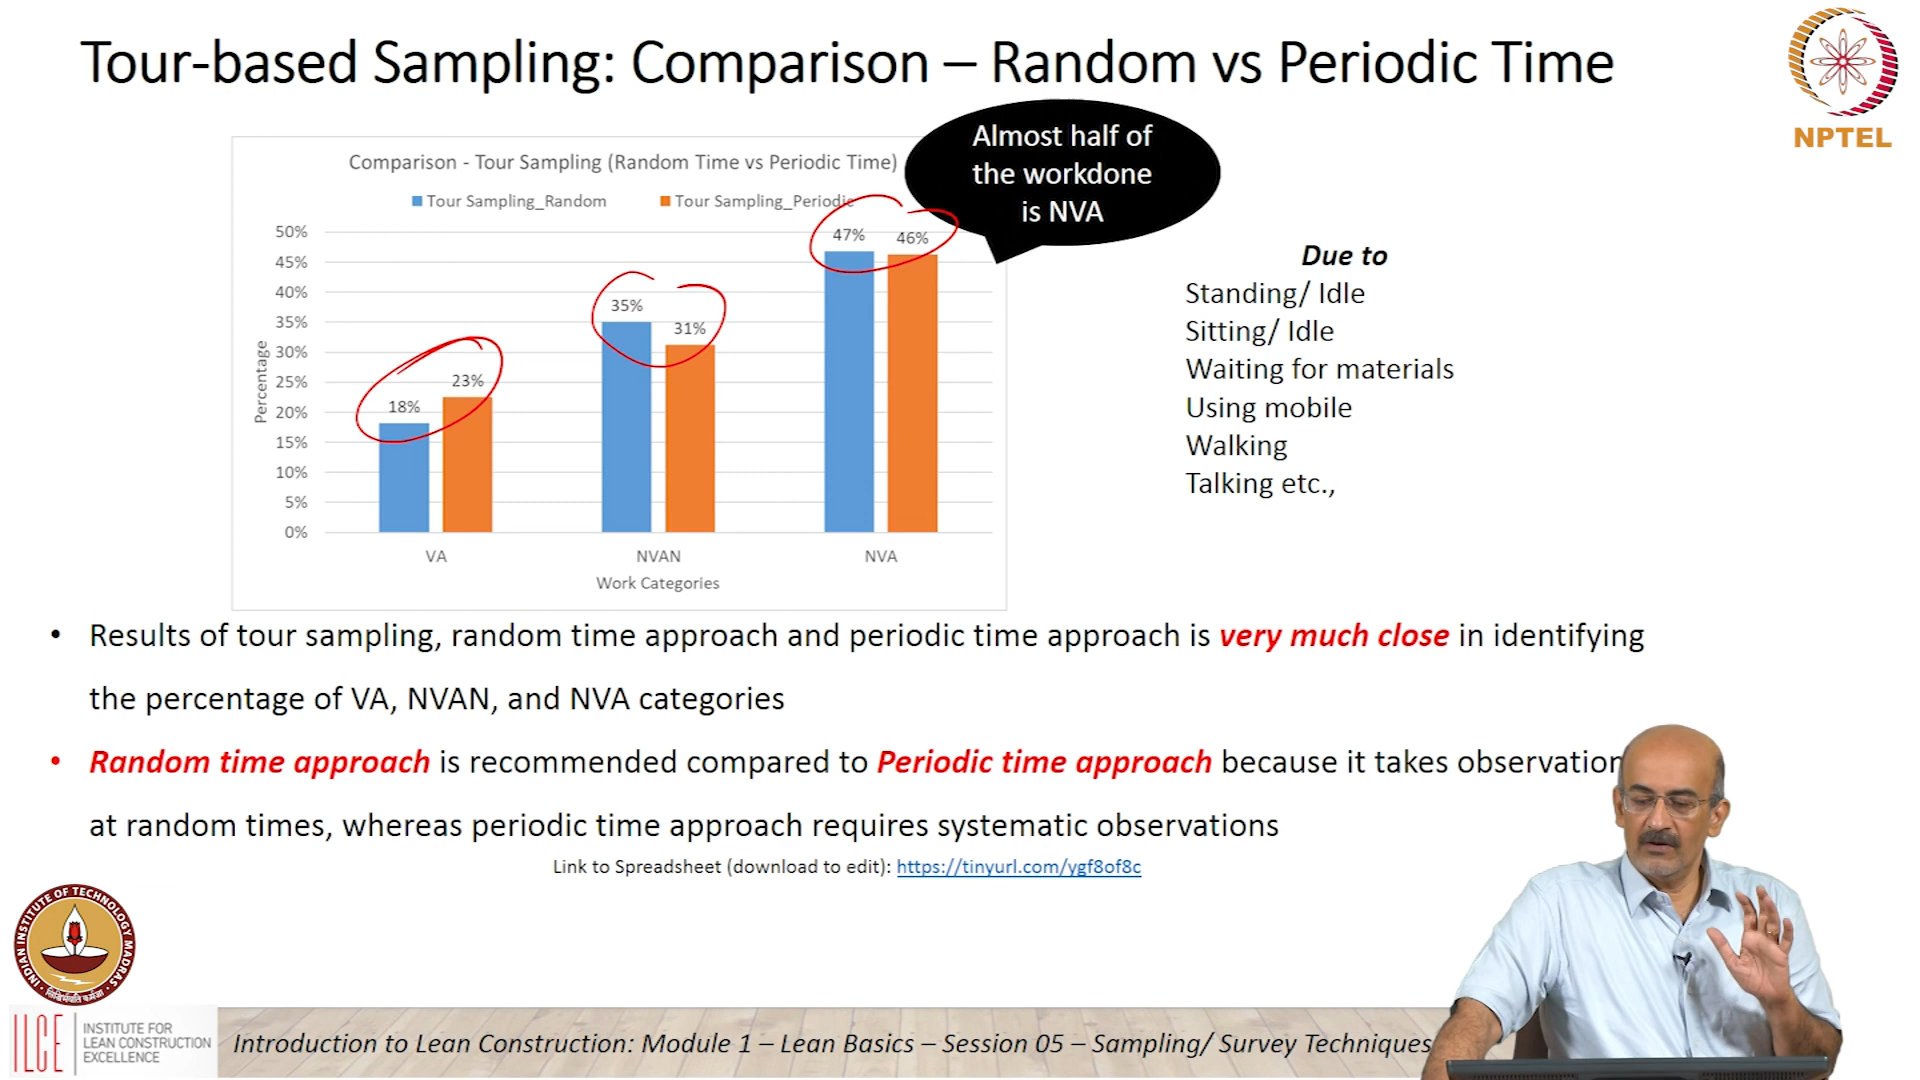 Tour-based Sampling: Comparison – Random vs Periodic Time
NPTEL
Almost half of
the workdone
is NVA
Comparison - Tour Sampling (Random Time vs Periodic Time)
Tour Sampling_Random
Tour Sampling_Periodic
50%
45%
40%
35%
30%
25%
20%
15%
10%
5%
0%
Percentage
18%
23%
35%
31%
47%
46%
VA
NVAN
NVA
Work Categories
Due to
Standing/ Idle
Sitting/ Idle
Waiting for materials
Using mobile
Walking
Talking etc.,
• Results of tour sampling, random time approach and periodic time approach is very much close in identifying
the percentage of VA, NVAN, and NVA categories
• Random time approach is recommended compared to Periodic time approach because it takes observation
at random times, whereas periodic time approach requires systematic observations
Link to Spreadsheet (download to edit): https://tinyurl.com/ygf8of8c
INDIAN INSTITUTE OF TECHNOLOGY MADRAS
ILCE
INSTITUTE FOR
LEAN CONSTRUCTION
EXCELLENCE
Introduction to Lean Construction: Module 1 – Lean Basics – Session 05 – Sampling/ Survey Techniques